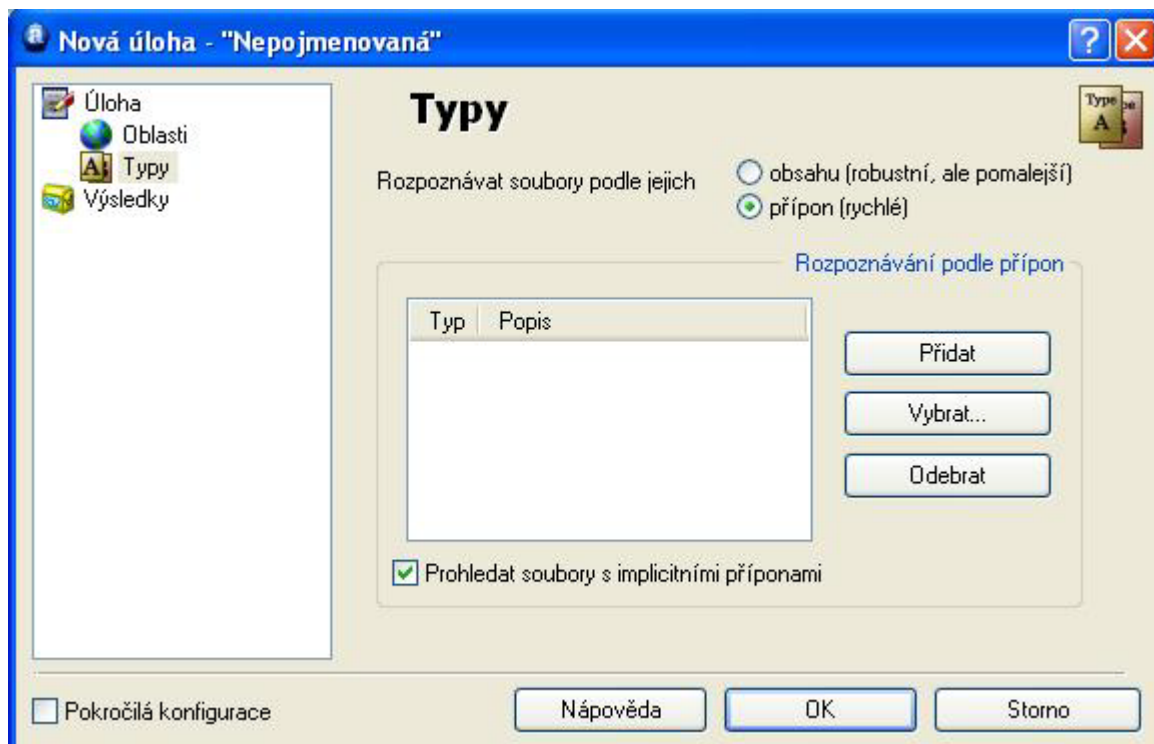 Nová úloha - "Nepojmenovaná"
Úloha
Oblasti
Typy
Výsledky
Typy
Type
A
Rozpoznávat soubory podle jejich
obsahu (robustní, ale pomalejší)
přípon (rychlé)
Rozpoznávání podle přípon
Typ Popis
Přidat
Vybrat...
Odebrat
Prohledat soubory s implicitními příponami
Pokročilá konfigurace
Nápověda
OK
Storno